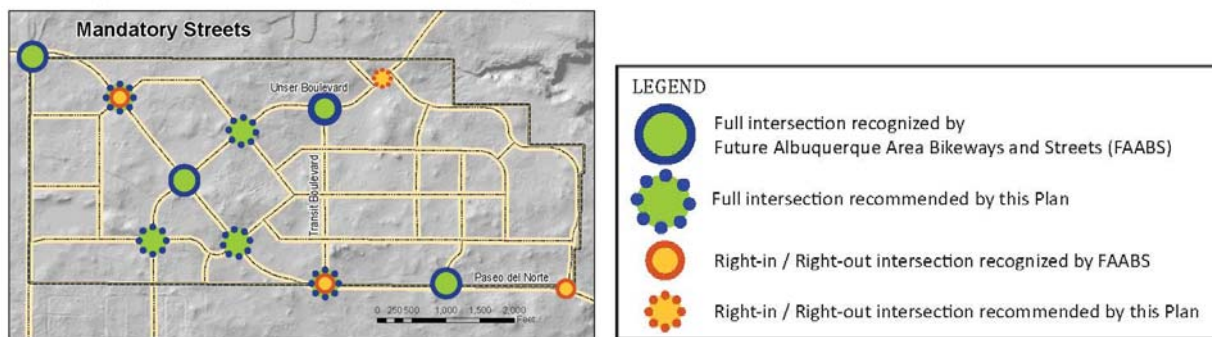 Mandatory Streets
Unser Boulevard
Transit Boulevard
Paseo del Norte
0 250 500 1,000 1,500 2,000
Feet
LEGEND
Full intersection recognized by
Future Albuquerque Area Bikeways and Streets (FAABS)
Full intersection recommended by this Plan
Right-in / Right-out intersection recognized by FAABS
Right-in / Right-out intersection recommended by this Plan